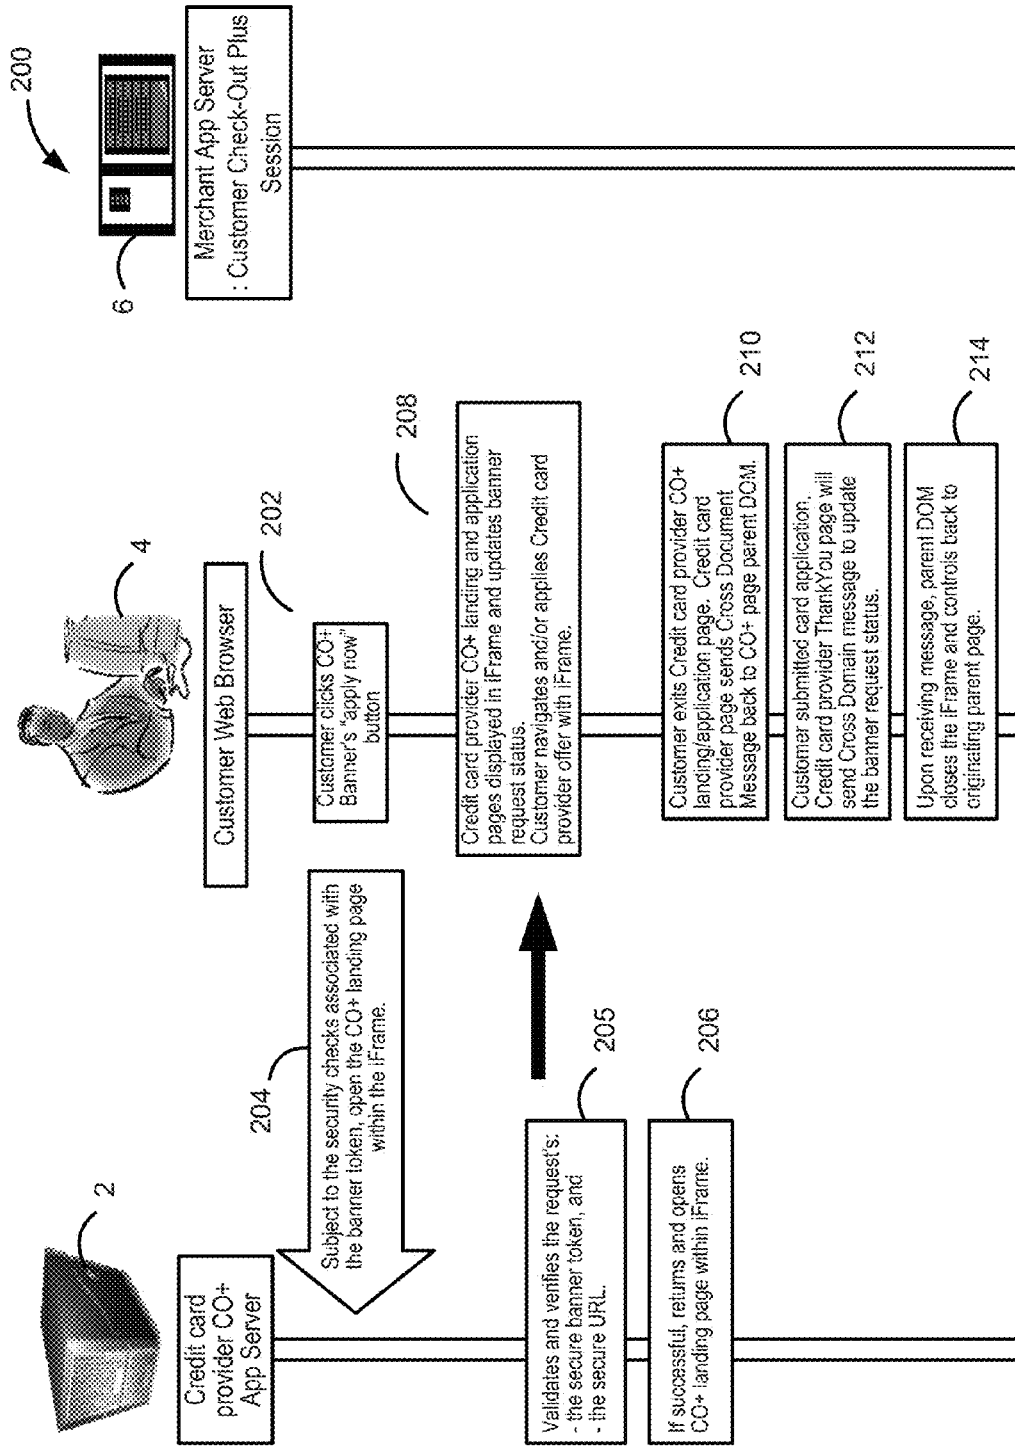 200
2
Credit card
provider CO+
App Server
4
Customer Web Browser
6
Merchant App Server
: Customer Check-Out Plus
Session
202
Customer clicks CO+
Banner's "apply now"
button
204
Subject to the security checks associated with
the banner token, open the CO+ landing page
within the iFrame.
205
Validates and verifies the request's:
- the secure banner token, and
- the secure URL.
206
If successful, returns and opens
CO+ landing page within iFrame.
208
Credit card provider CO+ landing and application
pages displayed in iFrame and updates banner
request status.
Customer navigates and/or applies Credit card
provider offer with iFrame.
210
Customer exits Credit card provider CO+
landing/application page. Credit card
provider page sends Cross Document
Message back to CO+ page parent DOM.
212
Customer submitted card application.
Credit card provider ThankYou page will
send Cross Domain message to update
the banner request status.
214
Upon receiving message, parent DOM
closes the iFrame and controls back to
originating parent page.